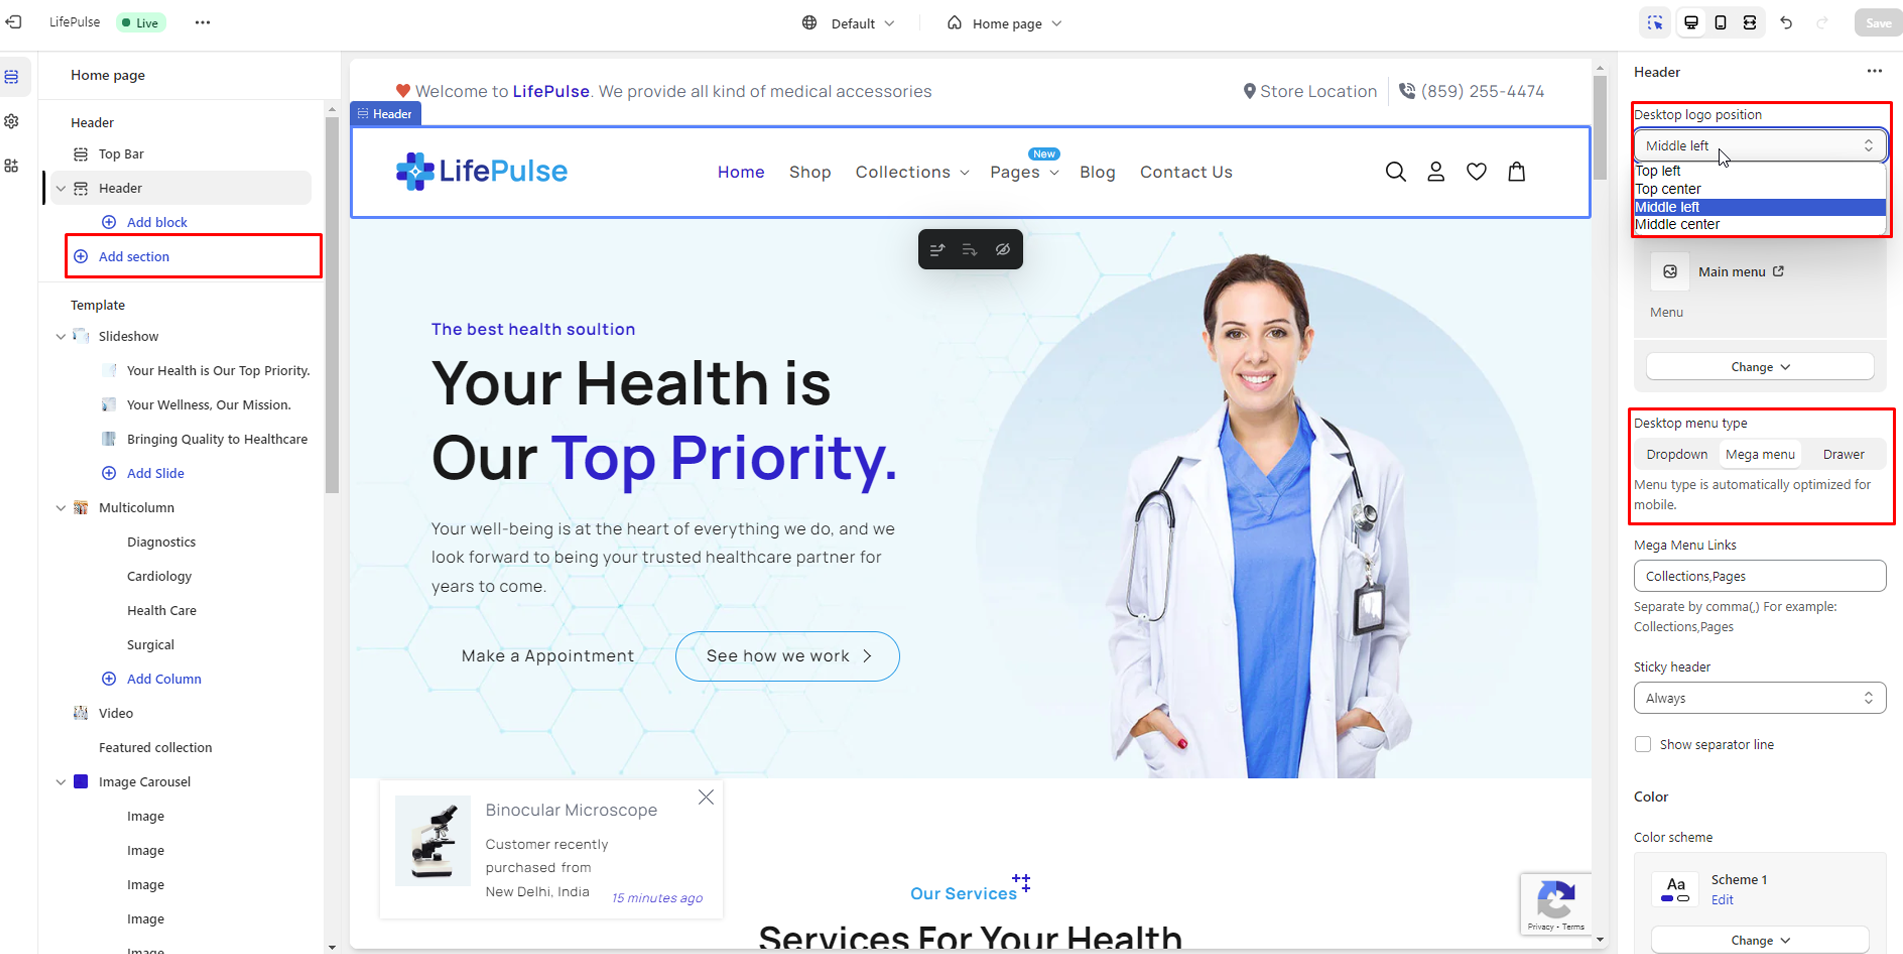 LifePulse
Live
Default
Home page
Save
Home page
Header
Top Bar
Header
Add block
Add section
Template
Slideshow
Your Health is Our Top Priority.
Your Wellness, Our Mission.
Bringing Quality to Healthcare
Add Slide
Multicolumn
Diagnostics
Cardiology
Health Care
Surgical
Add Column
Video
Featured collection
Image Carousel
Image
Image
Image
Image
Image
Welcome to LifePulse. We provide all kind of medical accessories
Store Location
(859) 255-4474
Header
LifePulse
Home
Shop
Collections
Pages
New
Blog
Contact Us
The best health soultion
Your Health is
Our Top Priority.
Your well-being is at the heart of everything we do, and we
look forward to being your trusted healthcare partner for
years to come.
Make a Appointment
See how we work
Binocular Microscope
Customer recently
purchased from
New Delhi, India
15 minutes ago
Our Services
Services For Your Health
Privacy - Terms
Header
Desktop logo position
Middle left
Top left
Top center
Middle left
Middle center
Main menu
Menu
Change
Desktop menu type
Dropdown
Mega menu
Drawer
Menu type is automatically optimized for
mobile.
Mega Menu Links
Collections,Pages
Separate by comma(,) For example:
Collections,Pages
Sticky header
Always
Show separator line
Color
Color scheme
Aa
Scheme 1
Edit
Change